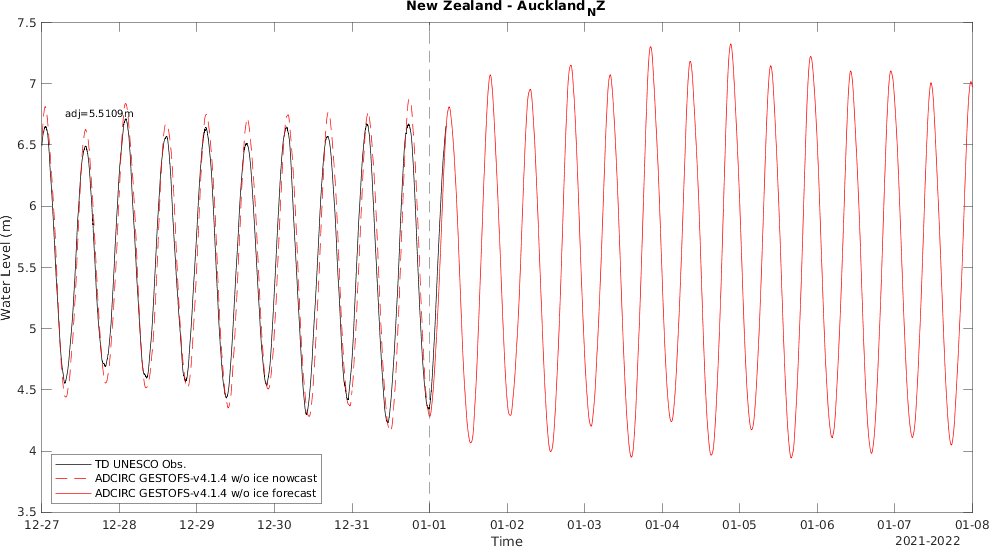 New Zealand - Auckland_NZ
7.5
7
6.5
6
5.5
5
4.5
4
3.5
Water Level (m)
adj=5.5109m
TD UNESCO Obs.
ADCIRC GESTOFS-v4.1.4 w/o ice nowcast
ADCIRC GESTOFS-v4.1.4 w/o ice forecast
12-27 12-28 12-29 12-30 12-31 01-01 01-02 01-03 01-04 01-05 01-06 01-07 01-08
Time
2021-2022